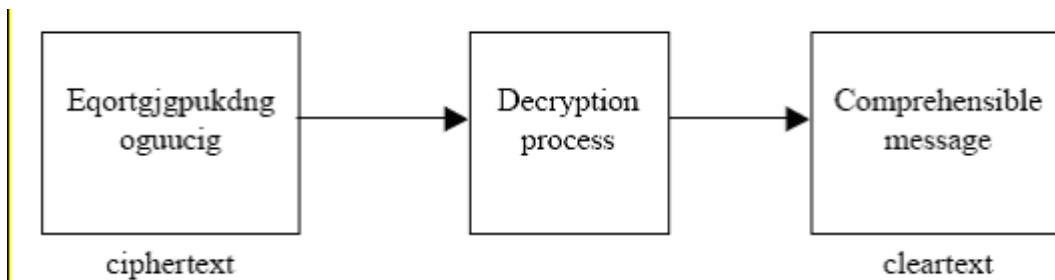 Eqortgjgpukdng
oguucig
Decryption
process
Comprehensible
message
ciphertext
cleartext